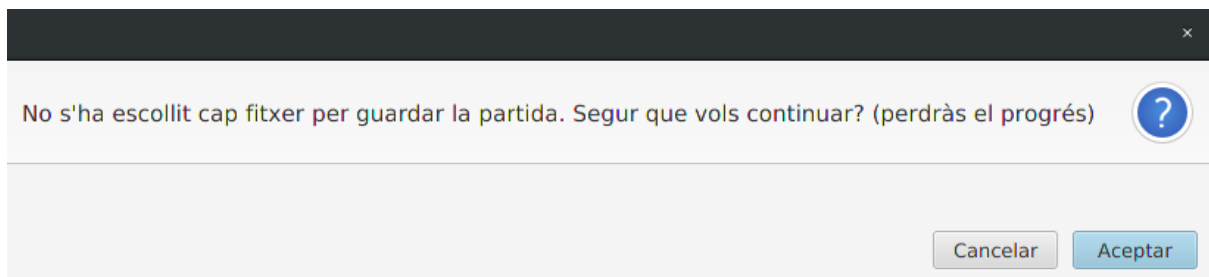 ×
No s'ha escollit cap fitxer per guardar la partida. Segur que vols continuar? (perdràs el progrés)
?
Cancelar
Aceptar